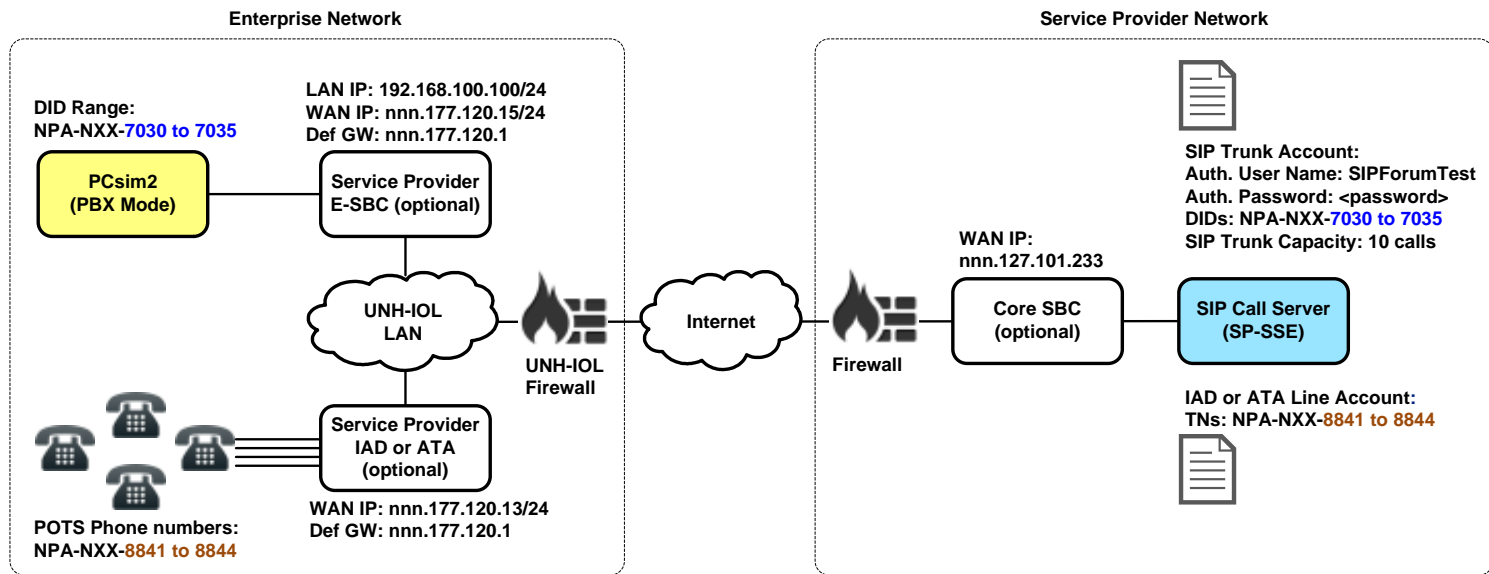 Enterprise Network
Service Provider Network
DID Range:
NPA-NXX-7030 to 7035
LAN IP: 192.168.100.100/24
WAN IP: nnn.177.120.15/24
Def GW: nnn.177.120.1
PCsim2
(PBX Mode)
Service Provider
E-SBC (optional)
UNH-IOL
LAN
UNH-IOL
Firewall
Internet
Firewall
WAN IP:
nnn.127.101.233
Core SBC
(optional)
SIP Trunk Account:
Auth. User Name: SIPForumTest
Auth. Password: <password>
DIDs: NPA-NXX-7030 to 7035
SIP Trunk Capacity: 10 calls
SIP Call Server
(SP-SSE)
IAD or ATA Line Account:
TNs: NPA-NXX-8841 to 8844
Service Provider
IAD or ATA
(optional)
WAN IP: nnn.177.120.13/24
Def GW: nnn.177.120.1
POTS Phone numbers:
NPA-NXX-8841 to 8844